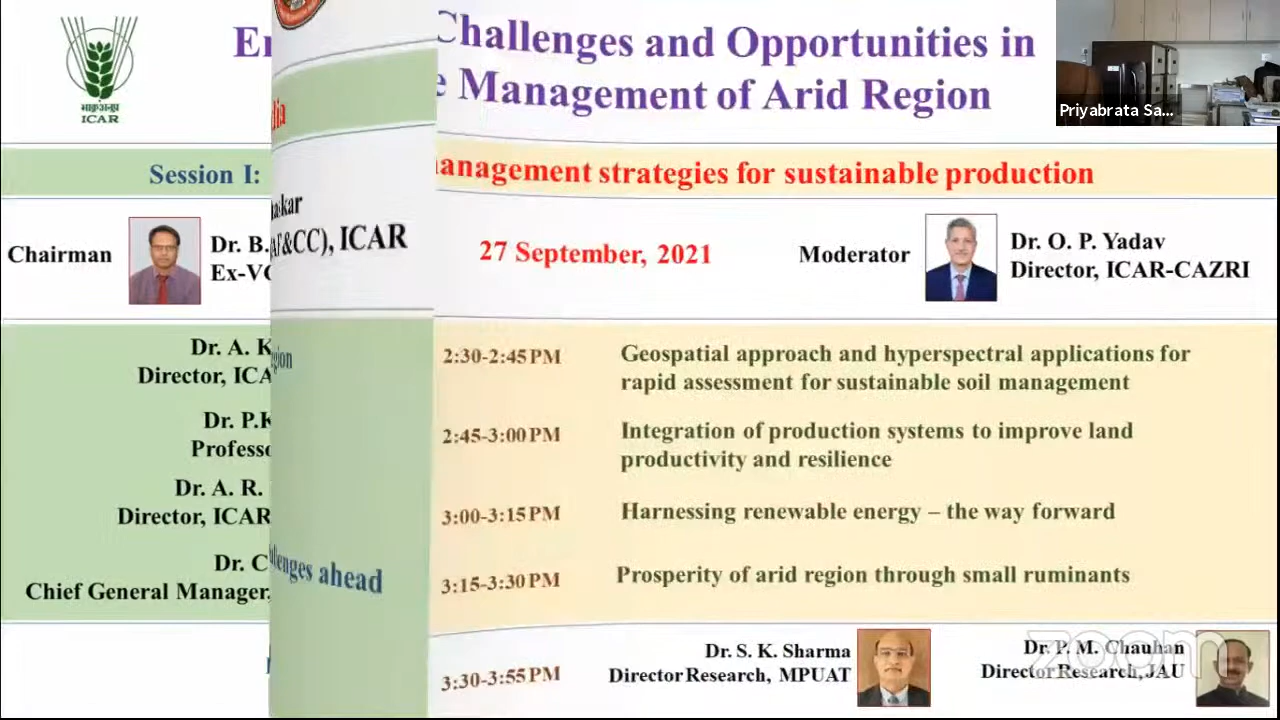 Challenges and Opportunities in
Management of Arid Region
भाकृअनुप
ICAR
Priyabrata Sa...
Session I:
management strategies for sustainable production
Chairman
Dr. B.
Ex-VC
&CC), ICAR
27 September, 2021
Moderator
Dr. O. P. Yadav
Director, ICAR-CAZRI
Dr. A. K
Director, ICA
2:30-2:45 PM
Geospatial approach and hyperspectral applications for
rapid assessment for sustainable soil management
Dr. P.K
Professo
2:45-3:00 PM
Integration of production systems to improve land
productivity and resilience
Dr. A. R.
Director, ICAR
3:00-3:15 PM
Harnessing renewable energy – the way forward
Dr. C
Chief General Manager,
lenges ahead
3:15-3:30 PM
Prosperity of arid region through small ruminants
3:30-3:55 PM
Dr. S. K. Sharma
Director Research, MPUAT
Dr. P. M. Chauhan
Director Research, JAU
zoom